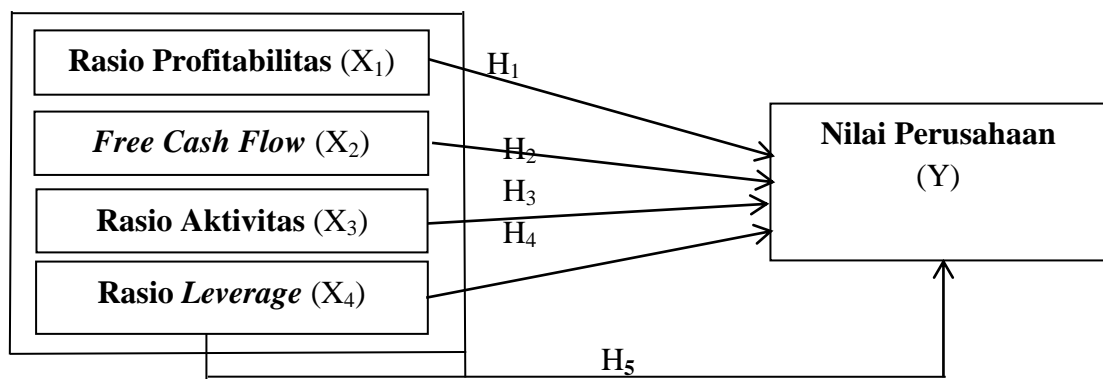 Rasio Profitabilitas (X₁)
H₁
Free Cash Flow (X₂)
H₂
Rasio Aktivitas (X₃)
H₃
H₄
Rasio Leverage (X₄)
Nilai Perusahaan
(Y)
H₅